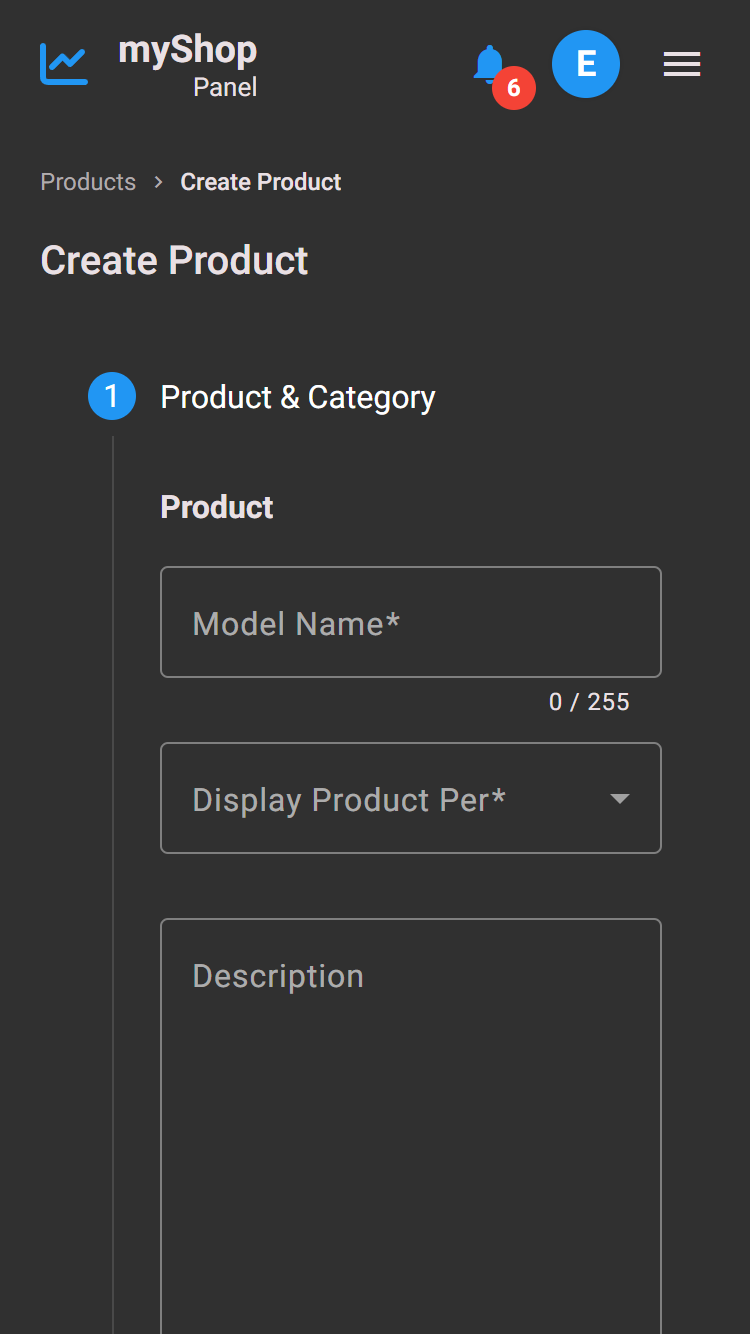 myShop
Panel
6
E
Products > Create Product
Create Product
1 Product & Category
Product
Model Name*
0 / 255
Display Product Per*
Description